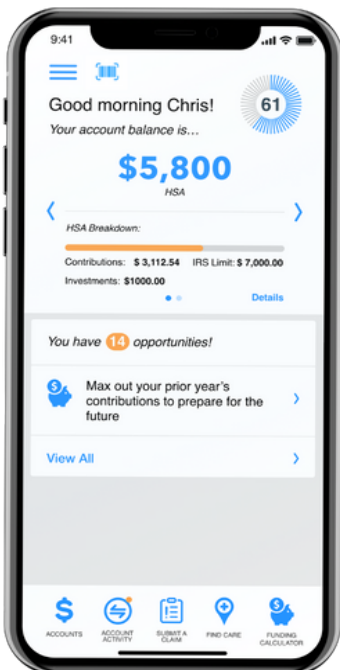 9:41
Good morning Chris!
61
Your account balance is...
$5,800
HSA
HSA Breakdown:
Contributions: $ 3,112.54 IRS Limit: $ 7,000.00
Investments: $1000.00
Details
You have 14 opportunities!
Max out your prior year's
contributions to prepare for the
future
View All
ACCOUNTS
ACCOUNT
ACTIVITY
SUBMIT A
CLAIM
FIND CARE
FUNDING
CALCULATOR